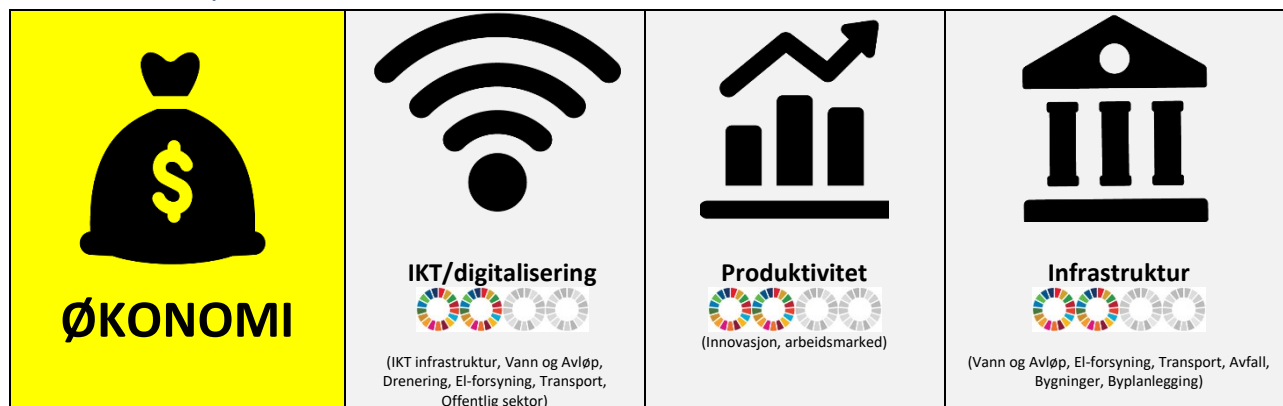 $
ØKONOMI
IKT/digitalisering
(IKT infrastruktur, Vann og Avløp,
Drenering, El-forsyning, Transport,
Offentlig sektor)
Produktivitet
(Innovasjon, arbeidsmarked)
Infrastruktur
(Vann og Avløp, El-forsyning, Transport, Avfall,
Bygninger, Byplanlegging)